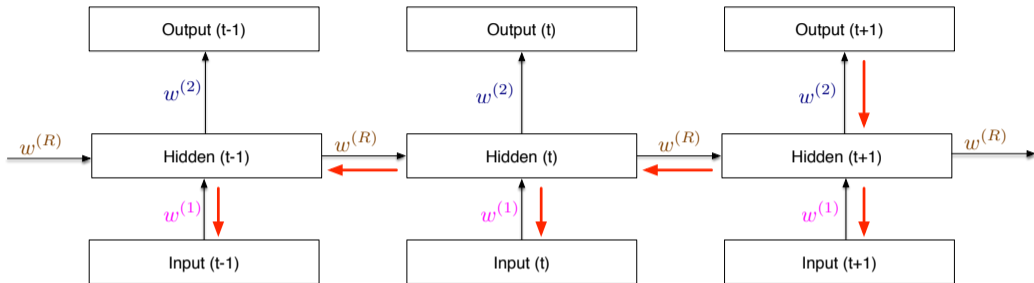 Output (t-1)
Output (t)
Output (t+1)
w^{(2)}
w^{(2)}
w^{(2)}
w^{(R)}
Hidden (t-1)
w^{(R)}
Hidden (t)
w^{(R)}
Hidden (t+1)
w^{(R)}
w^{(1)}
w^{(1)}
w^{(1)}
Input (t-1)
Input (t)
Input (t+1)